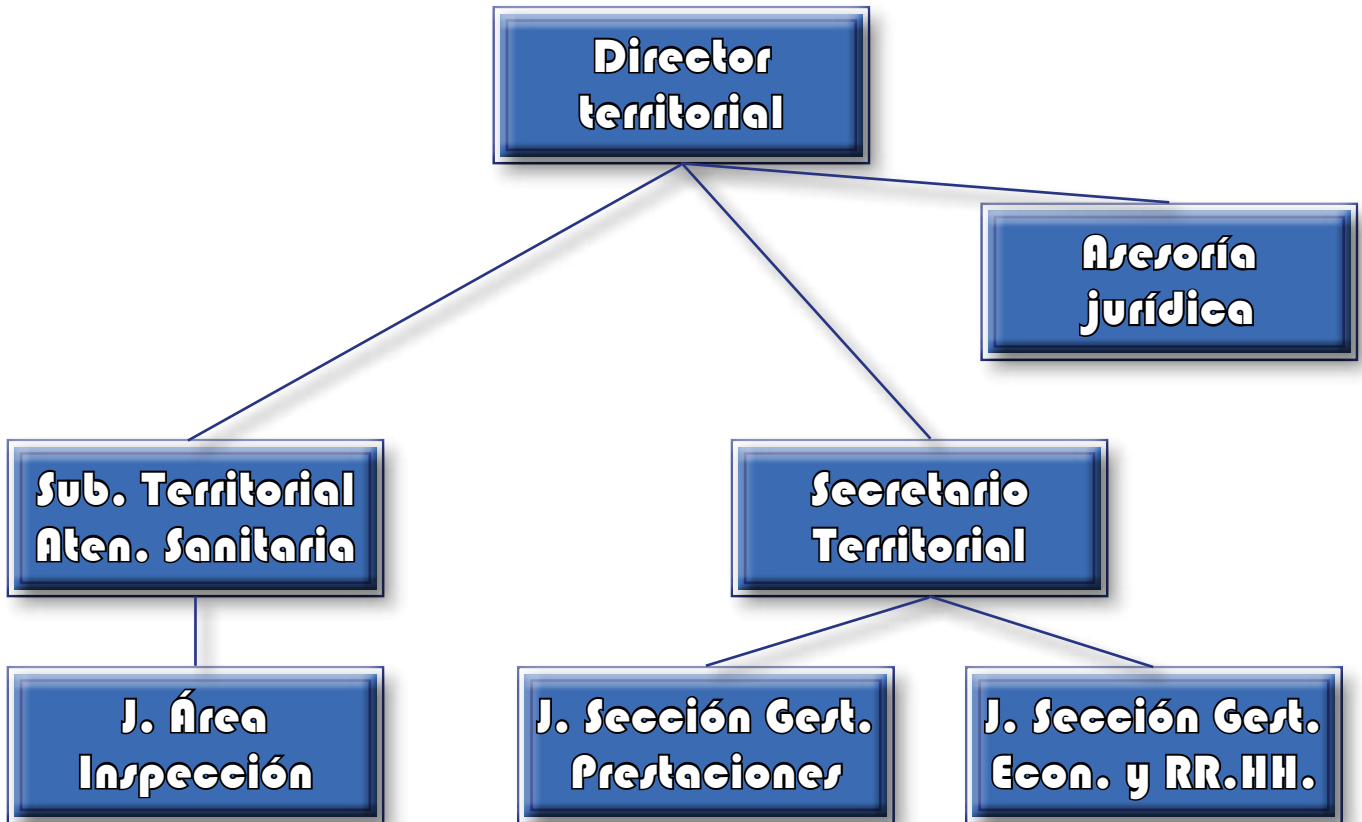 Director
territorial
Asesoría
jurídica
Sub. Territorial
Aten. Sanitaria
Secretario
Territorial
J. Área
Inspección
J. Sección Gest.
Prestaciones
J. Sección Gest.
Econ. y RR.HH.